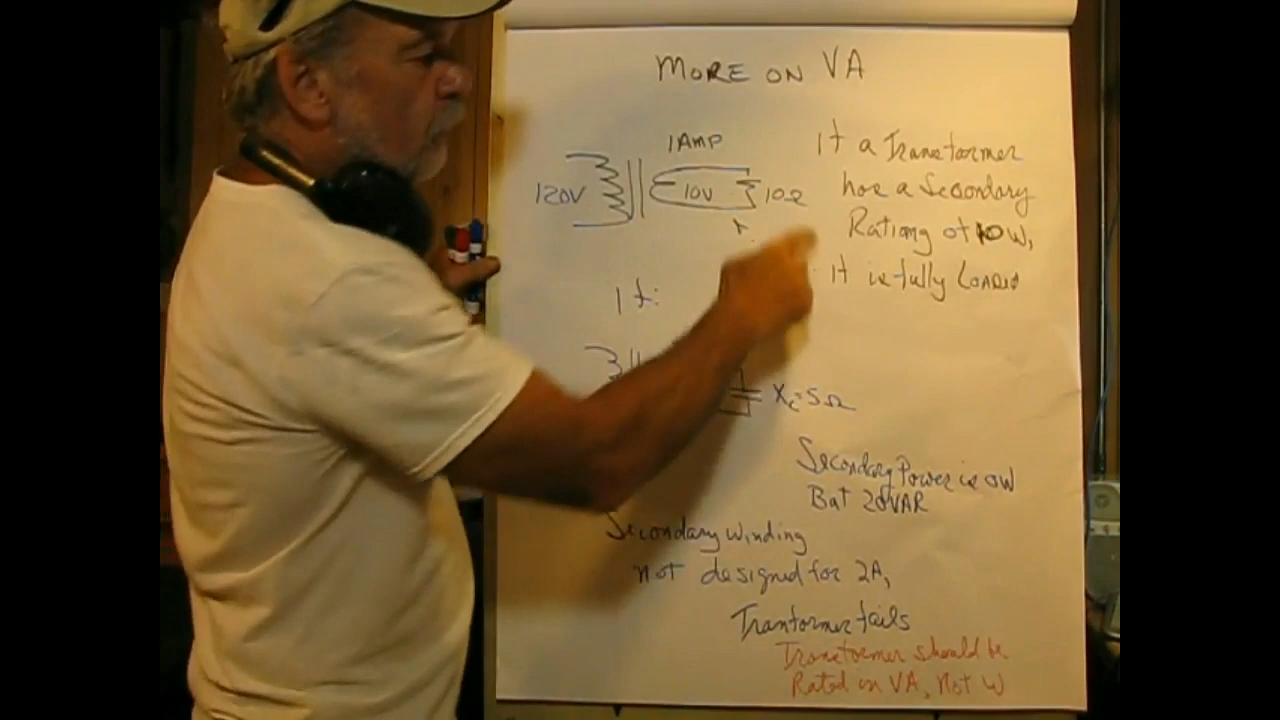 MORE ON VA
1 AMP
120V
10V
10Ω
If a Transformer
has a Secondary
Rating of 10 W,
It is fully LOADED
If:
Xc=5Ω
Secondary Power is 0W
But 20VAR
Secondary Winding
not designed for 2A,
Tranformer fails
Transformer should be
Rated in VA, Not W